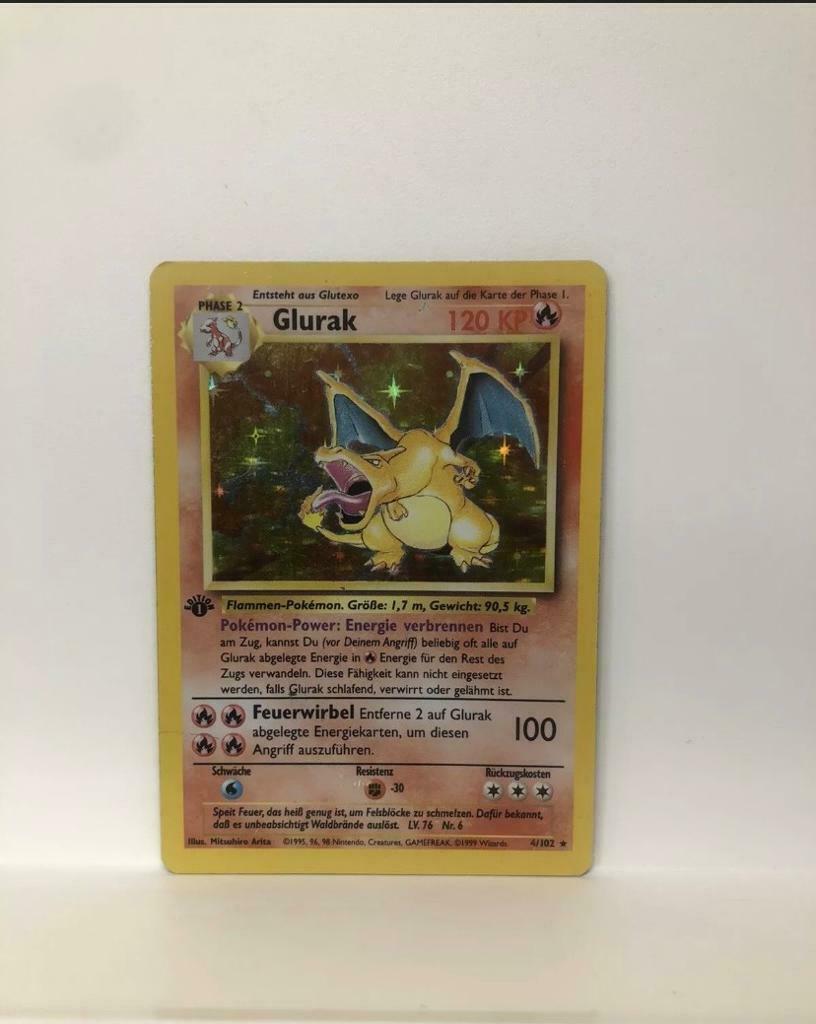 Entsteht aus Glutexo Lege Glurak auf die Karte der Phase 1.
PHASE 2
Glurak 120 KP
EDITION 1
Flammen-Pokémon. Größe: 1,7 m, Gewicht: 90,5 kg.
Pokémon-Power: Energie verbrennen Bist Du
am Zug, kannst Du (vor Deinem Angriff) beliebig oft alle auf
Glurak abgelegte Energie in Energie für den Rest des
Zugs verwandeln. Diese Fähigkeit kann nicht eingesetzt
werden, falls Glurak schlafend, verwirrt oder gelähmt ist.
Feuerwirbel Entferne 2 auf Glurak
abgelegte Energiekarten, um diesen
Angriff auszuführen.
100
Schwäche Resistenz Rückzugskosten
-30
Speit Feuer, das heiß genug ist, um Felsblöcke zu schmelzen. Dafür bekannt,
daß es unbeabsichtigt Waldbrände auslöst. LV. 76 Nr. 6
Illus. Mitsuhiro Arita ©1995, 96, 98 Nintendo, Creatures, GAMEFREAK. ©1999 Wizards. 4/102 ★